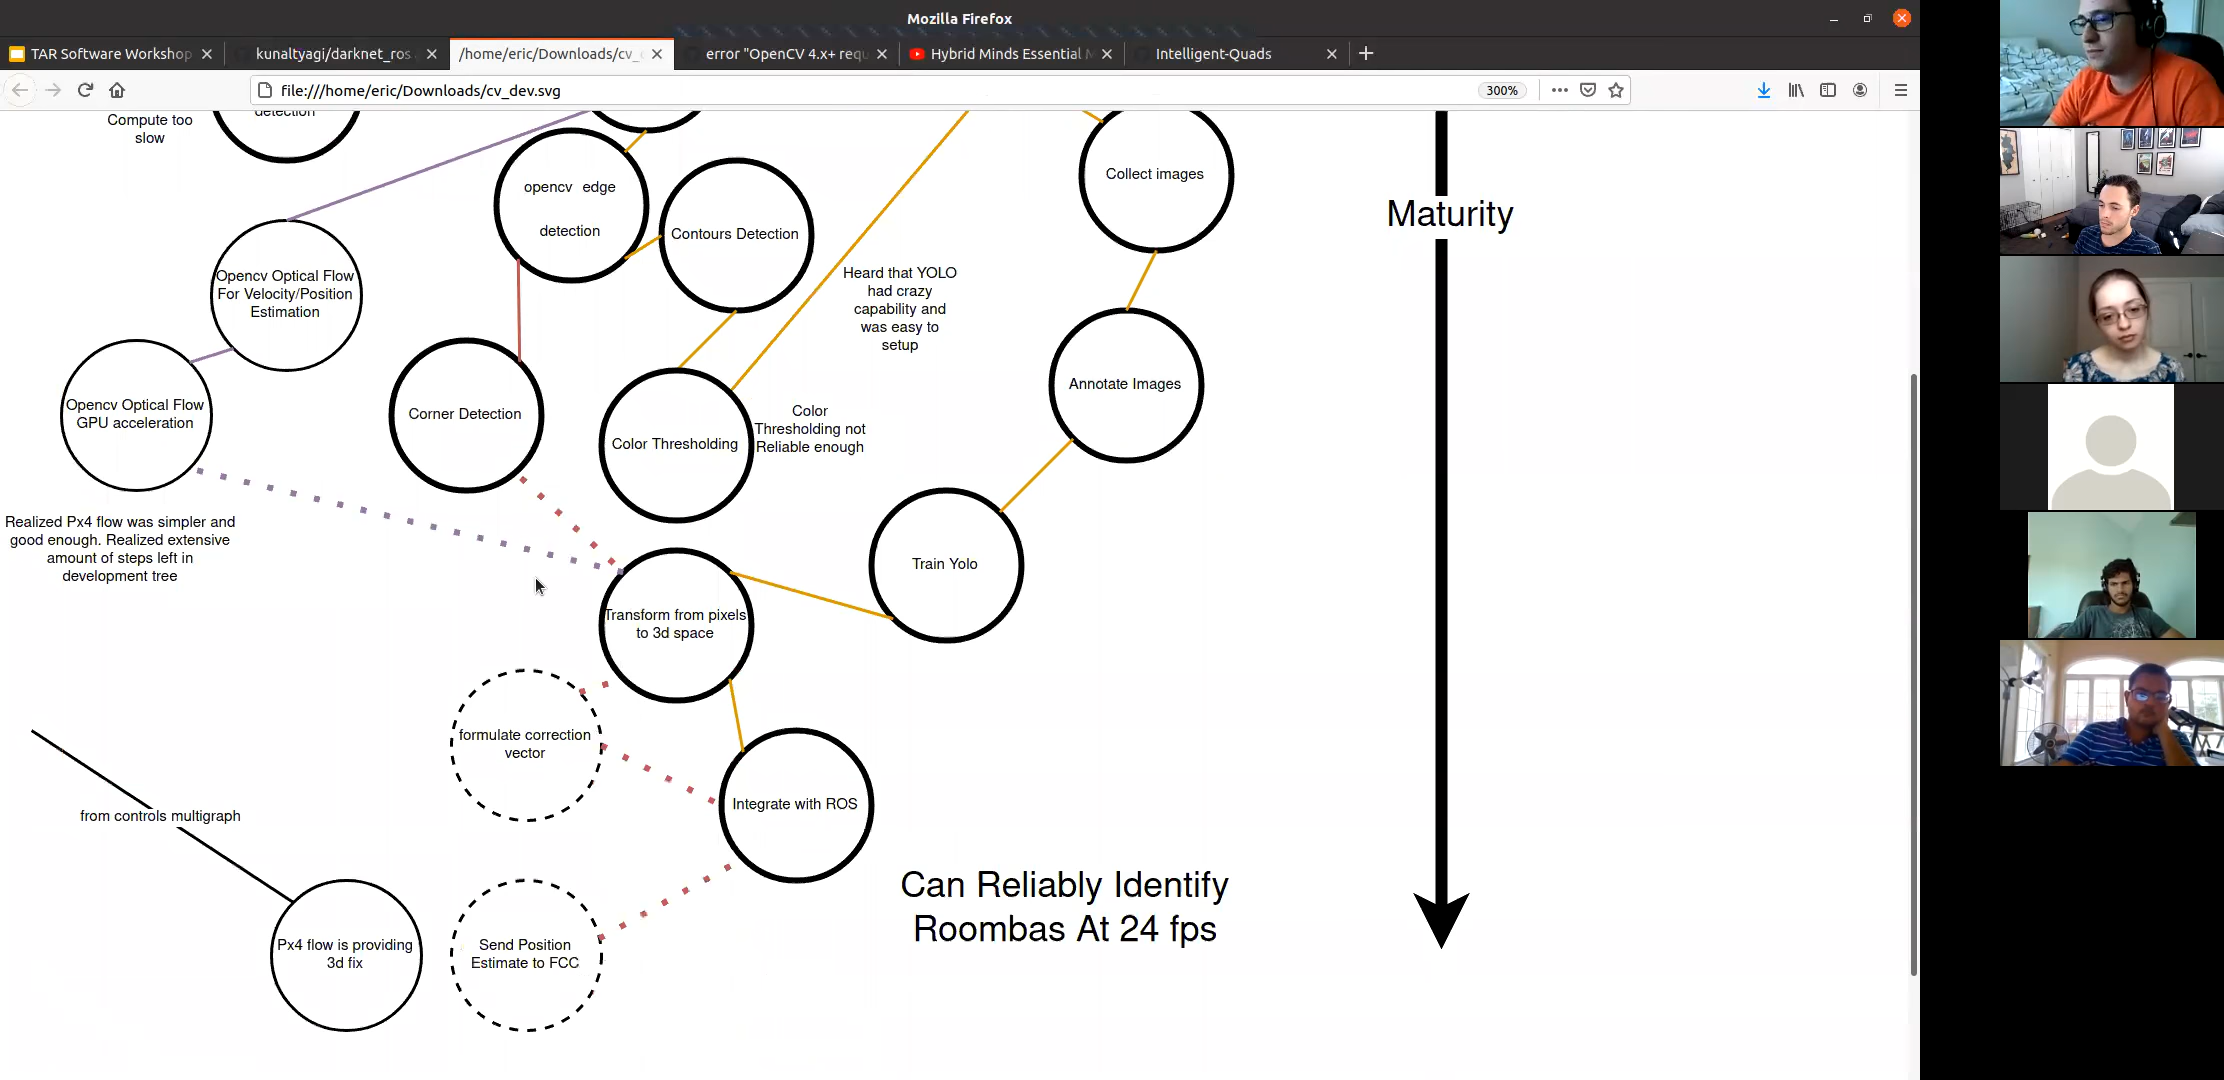 Mozilla Firefox
TAR Software Workshop
kunaltyagi/darknet_ros
/home/eric/Downloads/cv_
error "OpenCV 4.x+ requ
Hybrid Minds Essential M
Intelligent-Quads
file:///home/eric/Downloads/cv_dev.svg
300%
Compute too
slow
detection
opencv edge
detection
Contours Detection
Collect images
Maturity
Opencv Optical Flow
For Velocity/Position
Estimation
Heard that YOLO
had crazy
capability and
was easy to
setup
Annotate Images
Opencv Optical Flow
GPU acceleration
Corner Detection
Color Thresholding
Color
Thresholding not
Reliable enough
Realized Px4 flow was simpler and
good enough. Realized extensive
amount of steps left in
development tree
Train Yolo
Transform from pixels
to 3d space
formulate correction
vector
Integrate with ROS
from controls multigraph
Can Reliably Identify
Roombas At 24 fps
Px4 flow is providing
3d fix
Send Position
Estimate to FCC